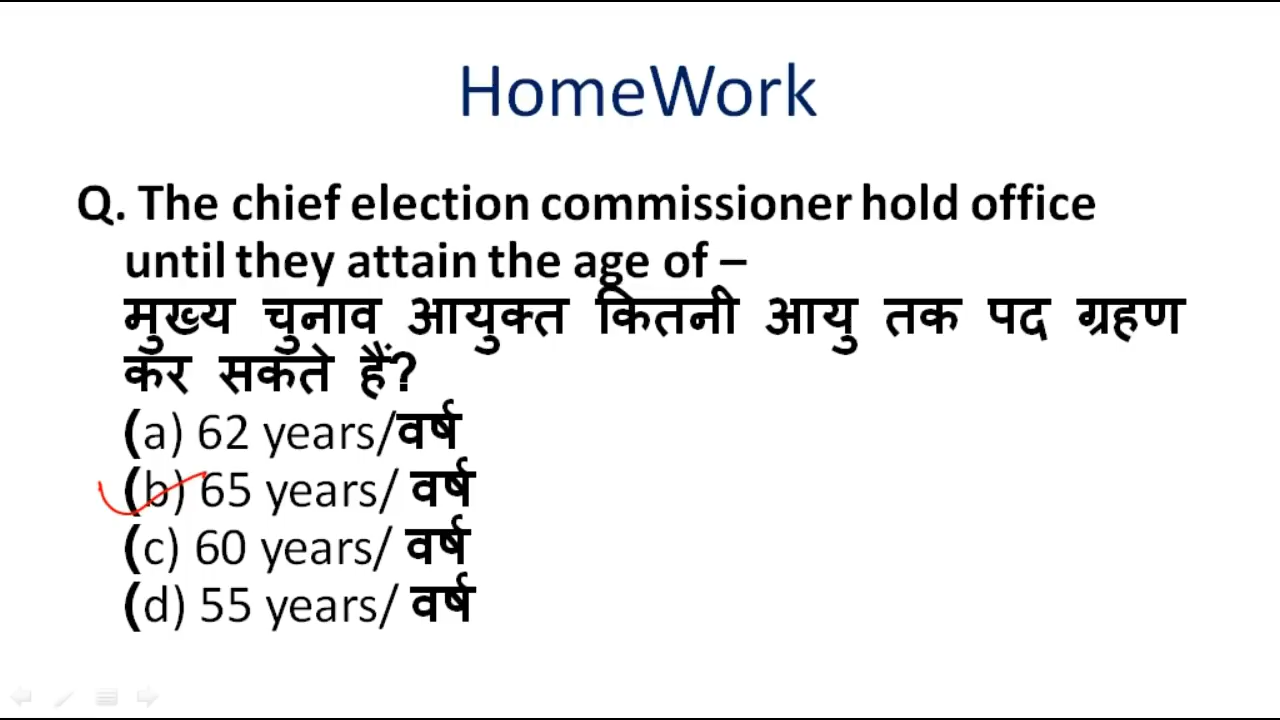 HomeWork
Q. The chief election commissioner hold office
until they attain the age of –
मुख्य चुनाव आयुक्त कितनी आयु तक पद ग्रहण
कर सकते हैं?
(a) 62 years/वर्ष
(b) 65 years/ वर्ष
(c) 60 years/ वर्ष
(d) 55 years/ वर्ष